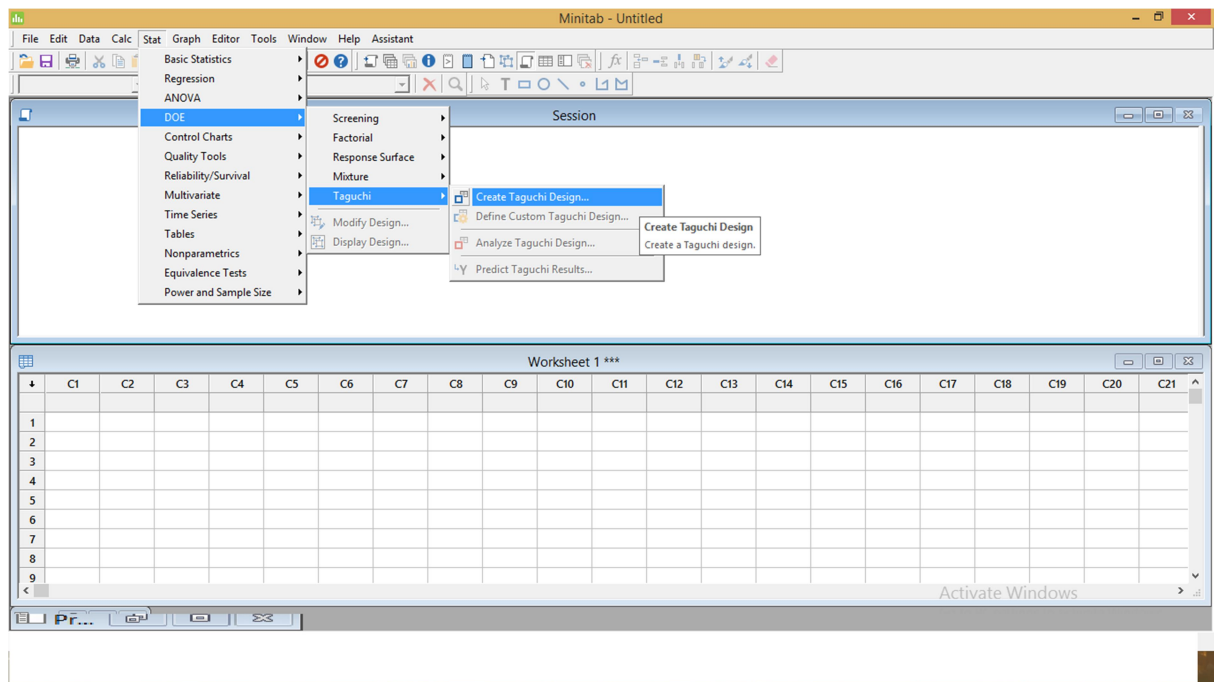 Minitab - Untitled
File Edit Data Calc Stat Graph Editor Tools Window Help Assistant
Basic Statistics
Regression
ANOVA
DOE
Control Charts
Quality Tools
Reliability/Survival
Multivariate
Time Series
Tables
Nonparametrics
Equivalence Tests
Power and Sample Size
Screening
Factorial
Response Surface
Mixture
Taguchi
Modify Design...
Display Design...
Create Taguchi Design...
Define Custom Taguchi Design...
Analyze Taguchi Design...
Predict Taguchi Results...
Create Taguchi Design
Create a Taguchi design.
Session
Worksheet 1 ***
C1 C2 C3 C4 C5 C6 C7 C8 C9 C10 C11 C12 C13 C14 C15 C16 C17 C18 C19 C20 C21
1
2
3
4
5
6
7
8
9
Activate Windows
Pr...